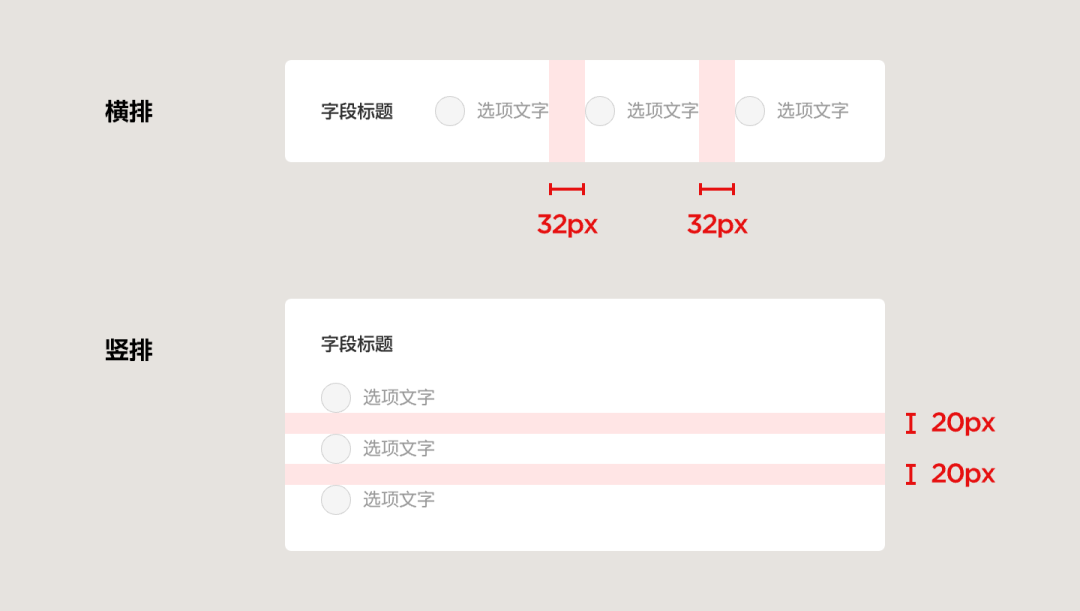 横排
字段标题 选项文字 选项文字 选项文字
32px 32px
竖排
字段标题
选项文字
20px
选项文字
20px
选项文字